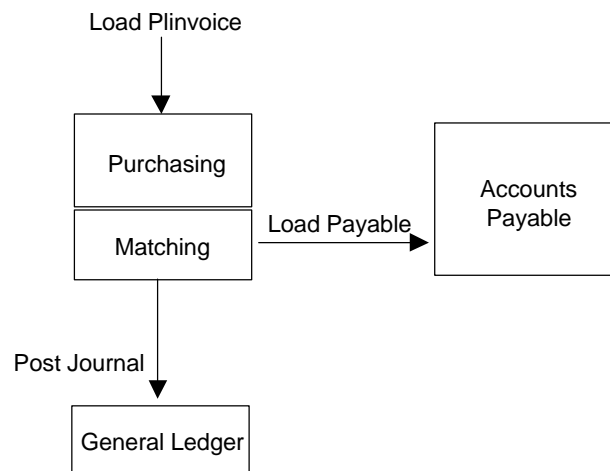 Load Plinvoice
Purchasing
Accounts
Payable
Load Payable
Matching
Post Journal
General Ledger